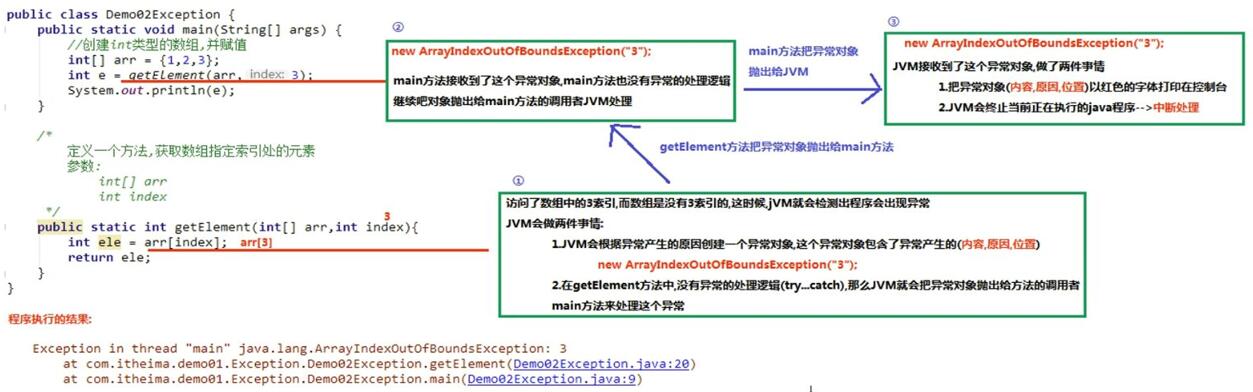 public class Demo02Exception {
public static void main(String[] args) {
//创建int类型的数组,并赋值
int[] arr = {1,2,3};
int e = getElement(arr, index: 3);
System.out.println(e);
}
/*
定义一个方法,获取数组指定索引处的元素
参数:
int[] arr
int index
*/
3
public static int getElement(int[] arr,int index){
int ele = arr[index]; arr[3]
return ele;
}
}
②
new ArrayIndexOutOfBoundsException("3");
main方法接收到了这个异常对象,main方法也没有异常的处理逻辑
继续吧对象抛出给main方法的调用者JVM处理
main方法把异常对象
抛出给JVM
③
new ArrayIndexOutOfBoundsException("3");
JVM接收到了这个异常对象,做了两件事情
1.把异常对象(内容,原因,位置)以红色的字体打印在控制台
2.JVM会终止当前正在执行的java程序-->中断处理
getElement方法把异常对象抛出给main方法
①
访问了数组中的3索引,而数组是没有3索引的,这时候,jVM就会检测出程序会出现异常
JVM会做两件事情:
1.JVM会根据异常产生的原因创建一个异常对象,这个异常对象包含了异常产生的(内容,原因,位置)
new ArrayIndexOutOfBoundsException("3");
2.在getElement方法中,没有异常的处理逻辑(try...catch),那么JVM就会把异常对象抛出给方法的调用者
main方法来处理这个异常
程序执行的结果:
Exception in thread "main" java.lang.ArrayIndexOutOfBoundsException: 3
at com.itheima.demo01.Exception.Demo02Exception.getElement(Demo02Exception.java:20)
at com.itheima.demo01.Exception.Demo02Exception.main(Demo02Exception.java:9)